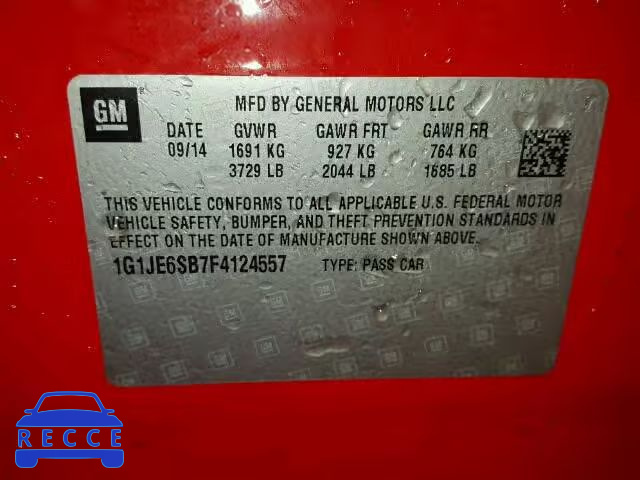 GM
MFD BY GENERAL MOTORS LLC
DATE GVWR GAWR FRT GAWR RR
09/14 1691 KG 927 KG 764 KG
3729 LB 2044 LB 1685 LB
THIS VEHICLE CONFORMS TO ALL APPLICABLE U.S. FEDERAL MOTOR
VEHICLE SAFETY, BUMPER, AND THEFT PREVENTION STANDARDS IN
EFFECT ON THE DATE OF MANUFACTURE SHOWN ABOVE.
1G1JE6SB7F4124557 TYPE: PASS CAR
EpicVIN